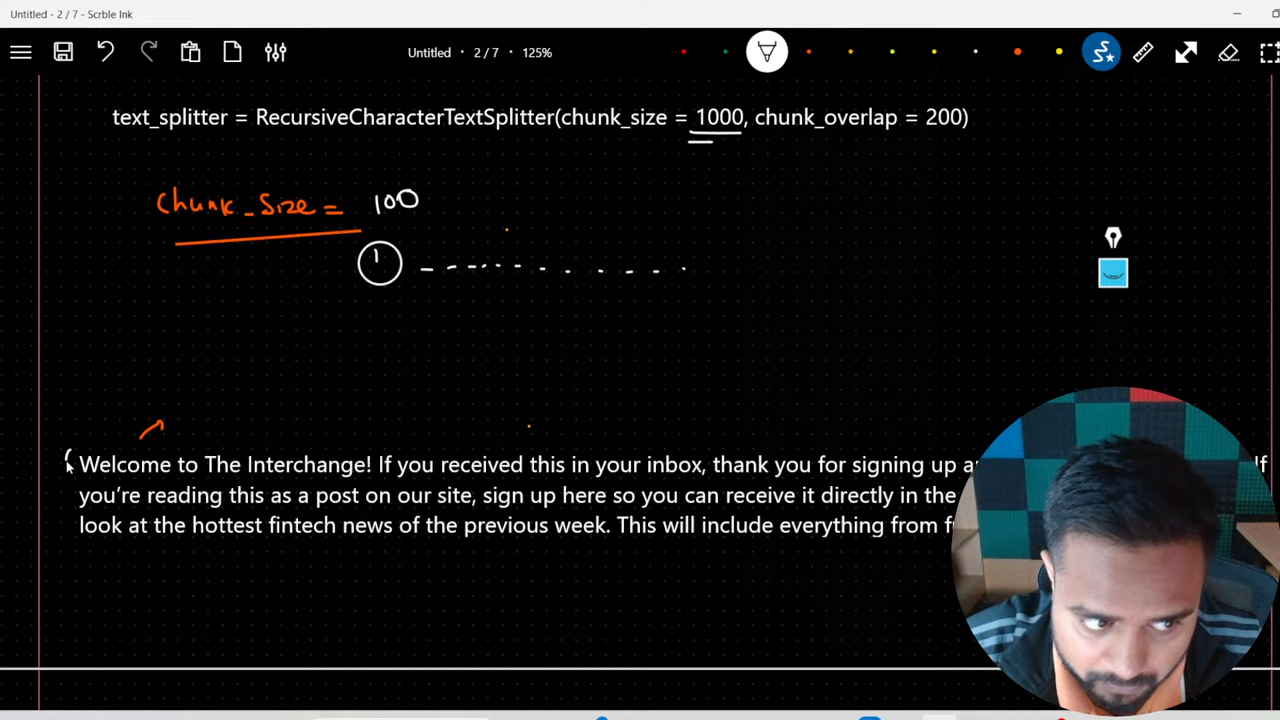 Untitled - 2 / 7 - Scrble Ink
Untitled • 2 / 7 • 125%
text_splitter = RecursiveCharacterTextSplitter(chunk_size = 1000, chunk_overlap = 200)
Chunk_Size = 100
1
Welcome to The Interchange! If you received this in your inbox, thank you for signing up If
you’re reading this as a post on our site, sign up here so you can receive it directly in the
look at the hottest fintech news of the previous week. This will include everything from